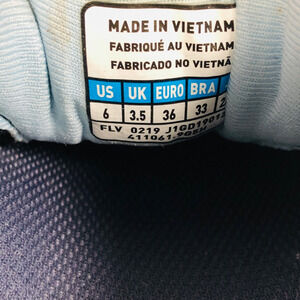 MADE IN VIETNAM
FABRIQUÉ AU VIETNAM
FABRICADO NO VIETNÃ
US UK EURO BRA
6 3.5 36 33
FLV 0219